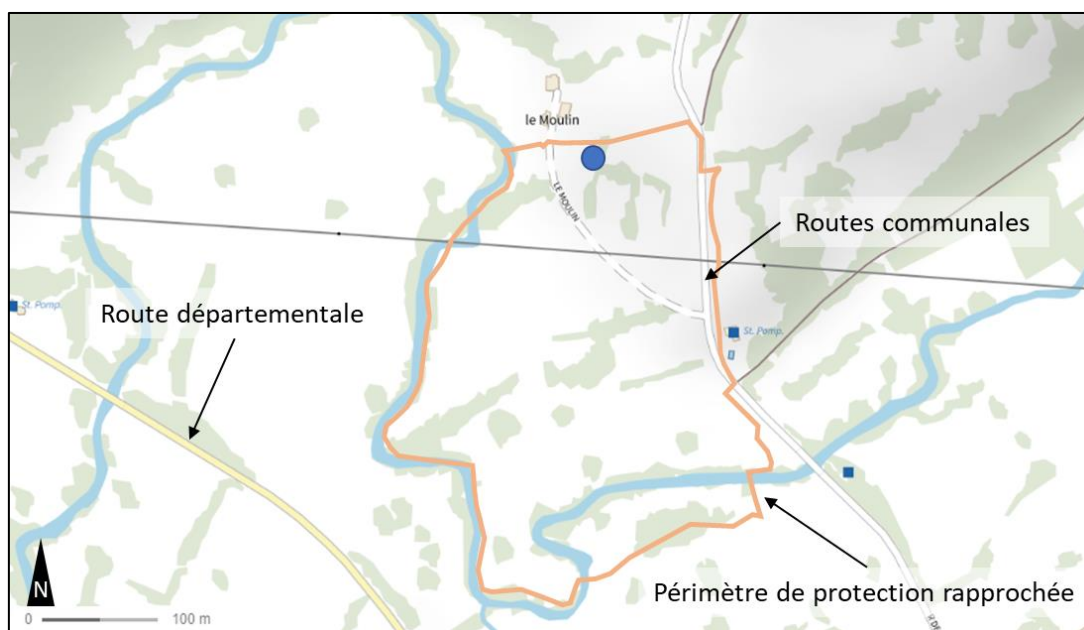 le Moulin
LE MOULIN
Routes communales
St. Pomp.
Route départementale
St. Pomp.
Périmètre de protection rapprochée
N
0 100 m